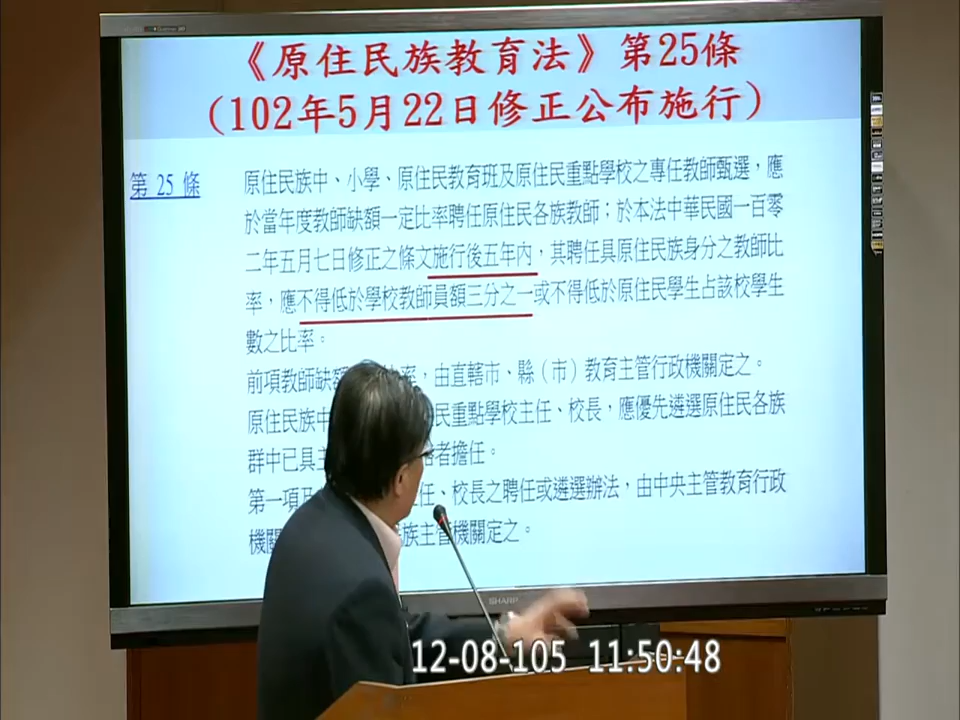 《原住民族教育法》第25條
（102年5月22日修正公布施行）
第 25 條
原住民族中、小學、原住民教育班及原住民重點學校之專任教師甄選，應
於當年度教師缺額一定比率聘任原住民各族教師；於本法中華民國一百零
二年五月七日修正之條文施行後五年內，其聘任具原住民族身分之教師比
率，應不得低於學校教師員額三分之一或不得低於原住民學生占該校學生
數之比率。
前項教師缺 率，由直轄市、縣（市）教育主管行政機關定之。
原住民族中 民重點學校主任、校長，應優先遴選原住民各族
群中已具主 者擔任。
第一項及 任、校長之聘任或遴選辦法，由中央主管教育行政
機關 族主管機關定之。
SHARP
12-08-105 11:50:48